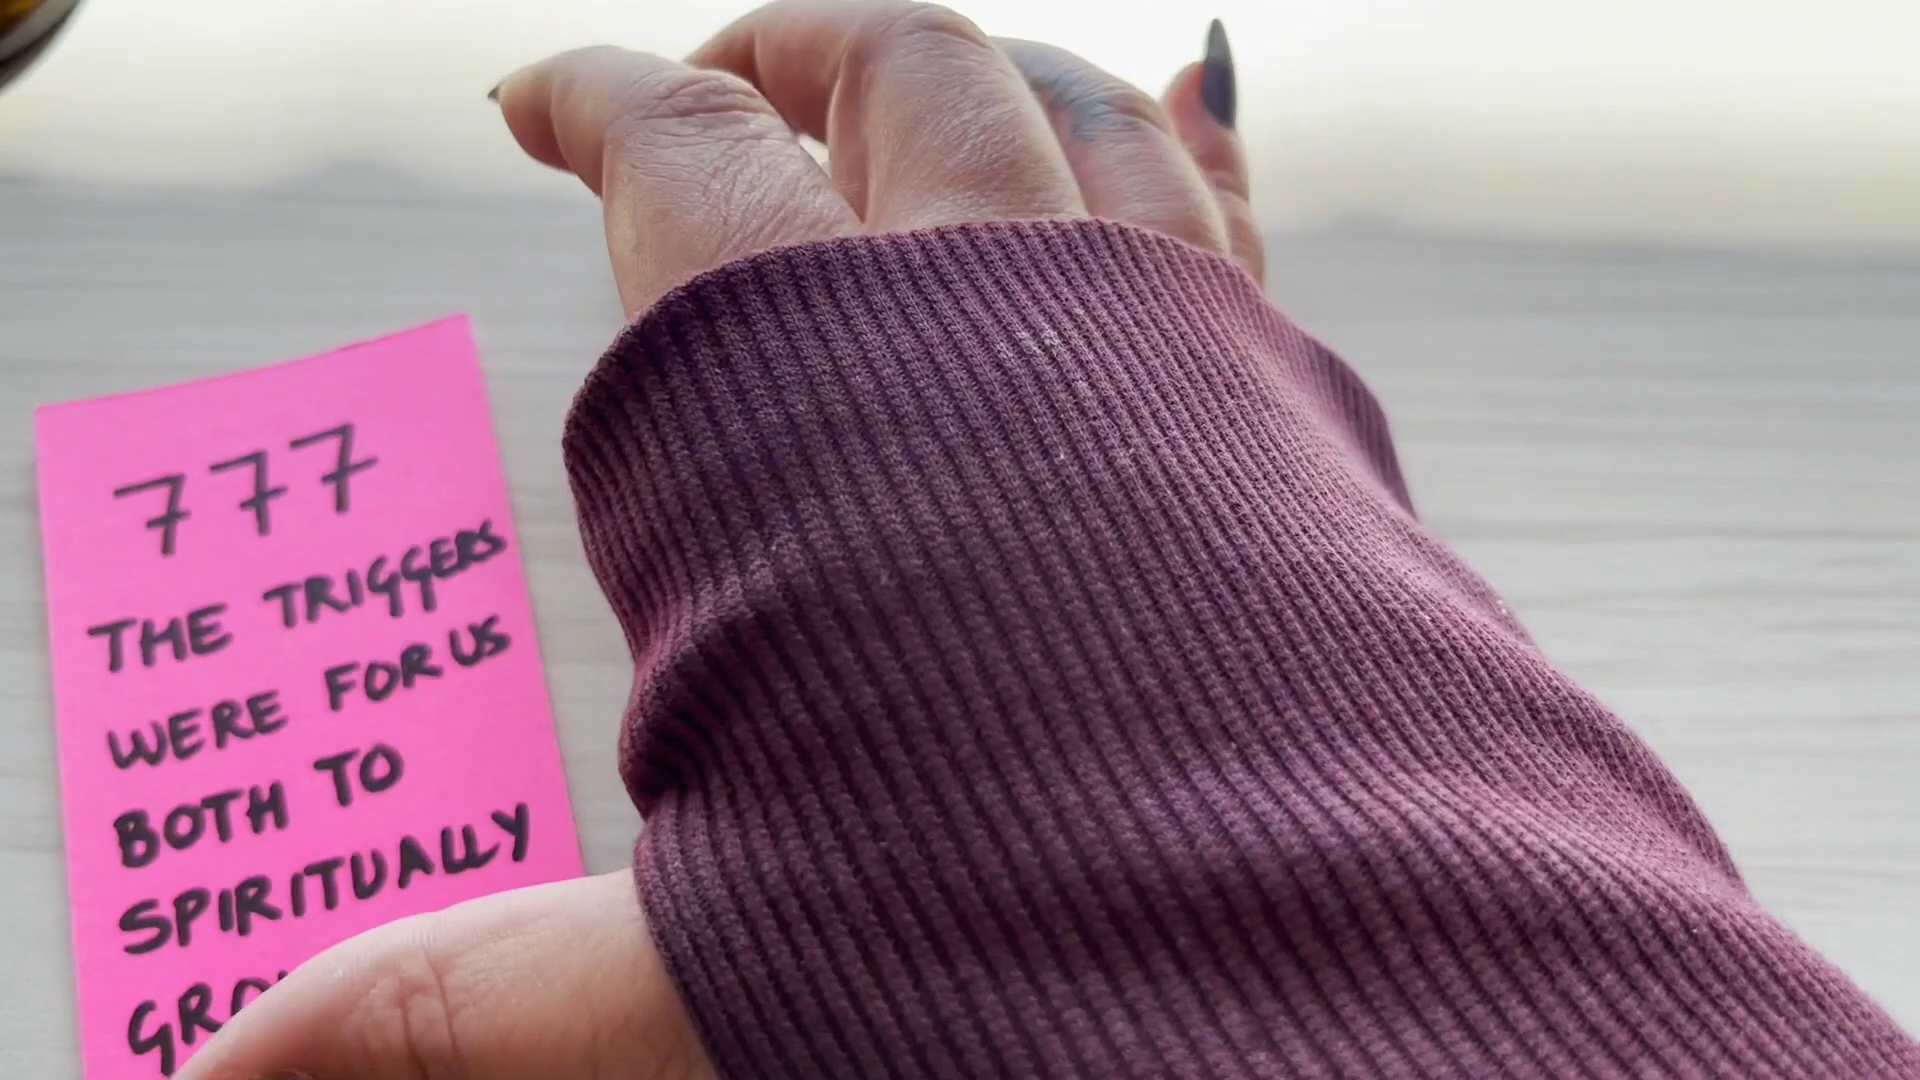 777
THE TRIGGERS
WERE FOR US
BOTH TO
SPIRITUALLY